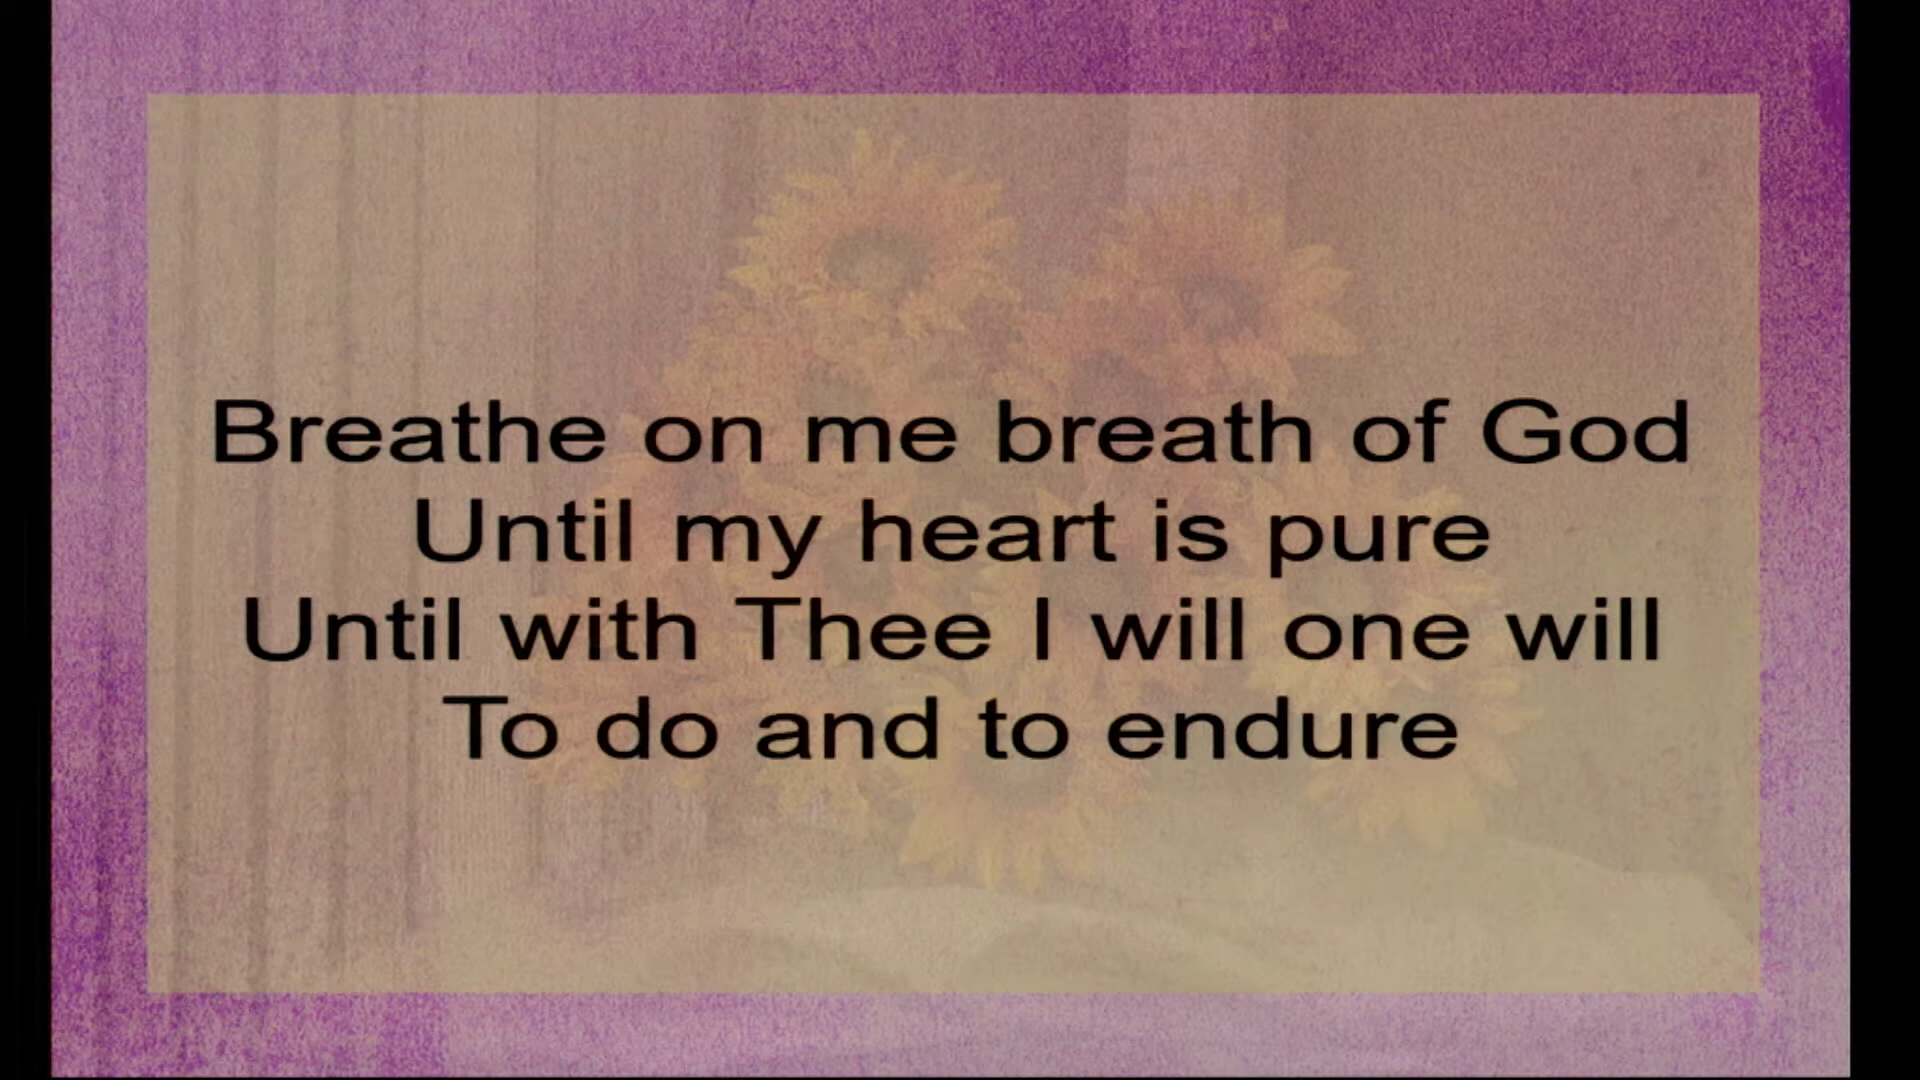 Breathe on me breath of God
Until my heart is pure
Until with Thee I will one will
To do and to endure